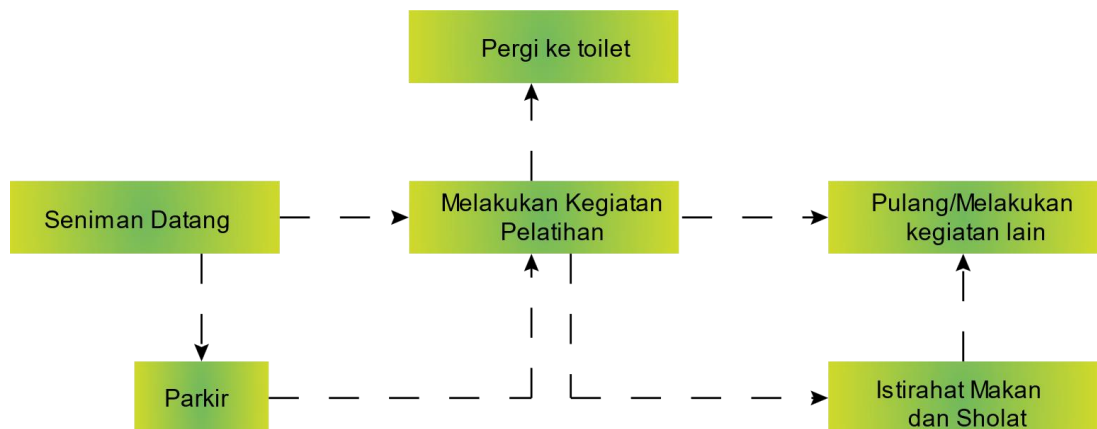 Pergi ke toilet
Seniman Datang
Melakukan Kegiatan
Pelatihan
Pulang/Melakukan
kegiatan lain
Parkir
Istirahat Makan
dan Sholat